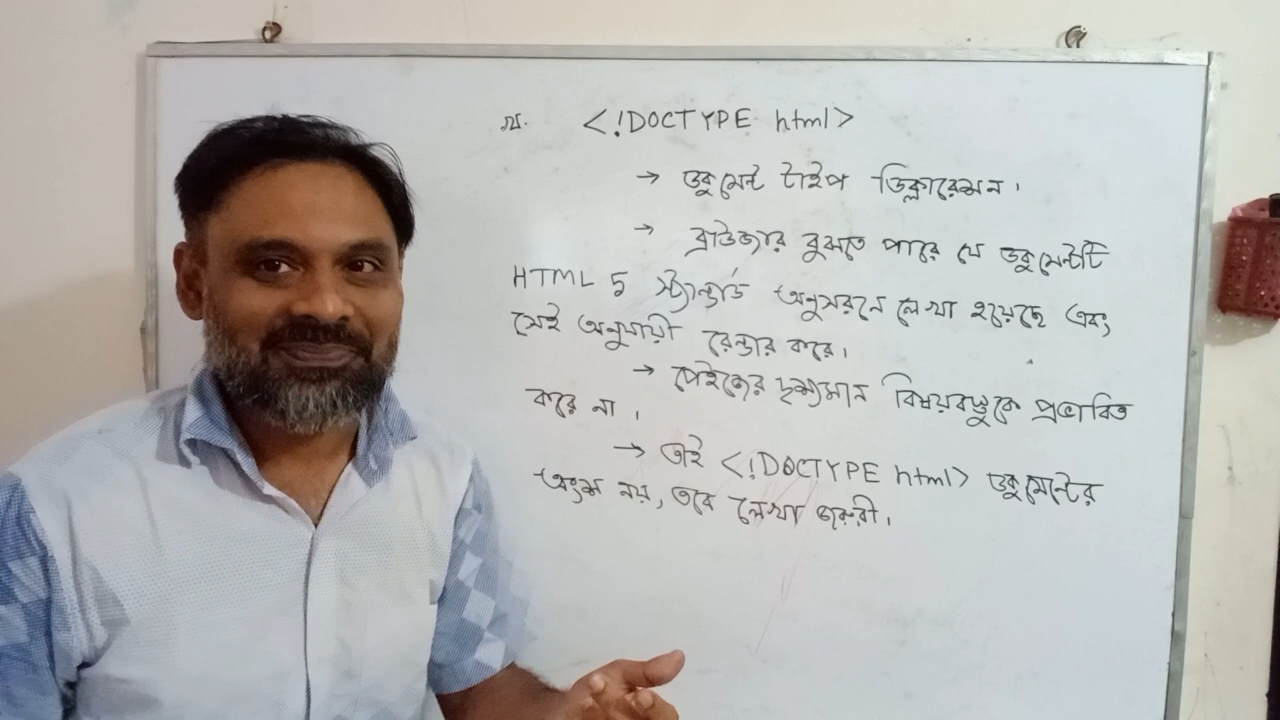 খ. <!DOCTYPE html>
→ ডকুমেন্ট টাইপ ডিক্লারেশন।
→ ব্রাউজার বুঝতে পারে যে ডকুমেন্টটি
HTML 5 স্ট্যান্ডার্ড অনুসরনে লেখা হয়েছে এবং
সেই অনুযায়ী রেন্ডার করে।
→ পেইজের দৃশ্যমান বিষয়বস্তুকে প্রভাবিত
করে না।
→ তাই <!DOCTYPE html> ডকুমেন্টের
অংশ নয়, তবে লেখা জরুরী।